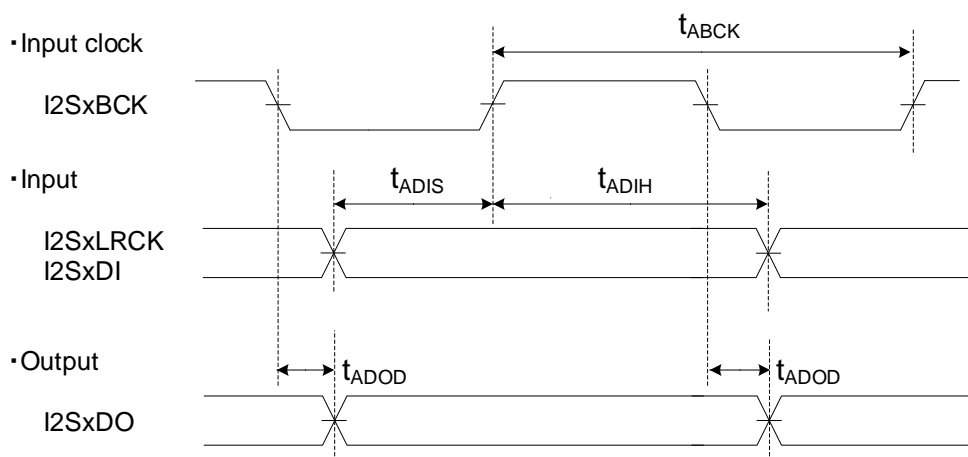 ・Input clock
tABCK
I2SxBCK
・Input
tADIS
tADIH
I2SxLRCK
I2SxDI
・Output
tADOD
tADOD
I2SxDO